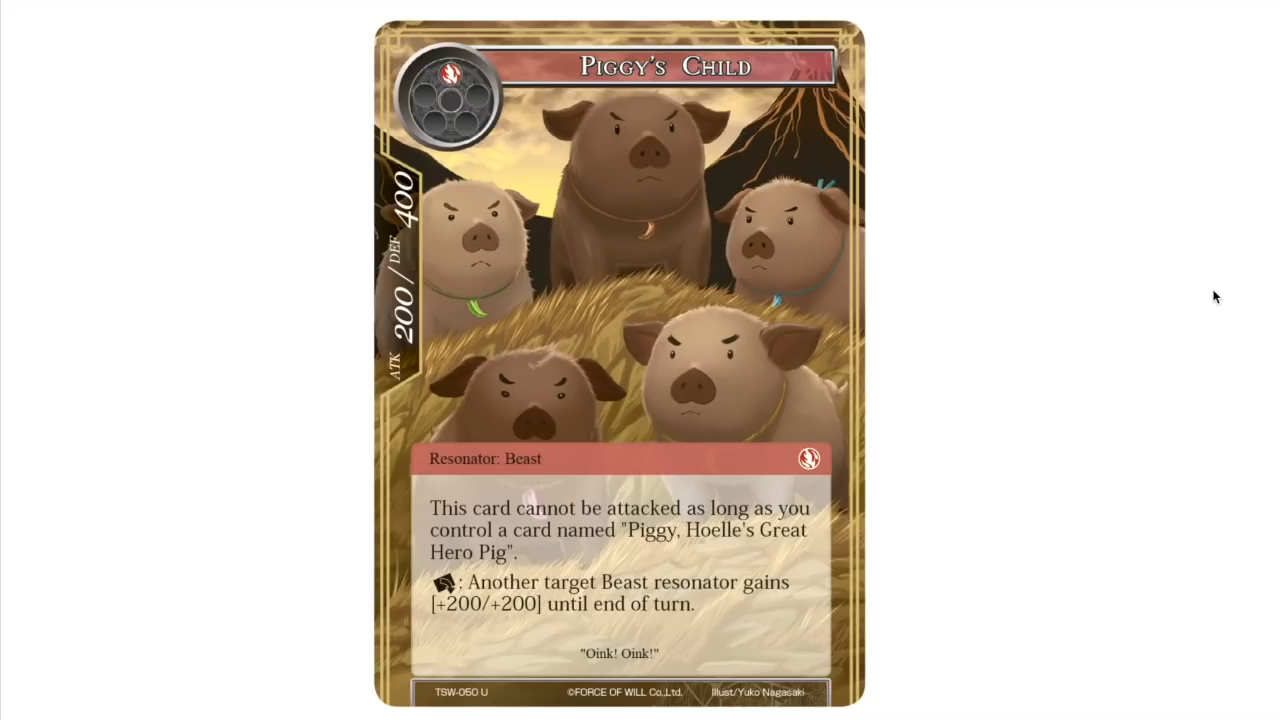 PIGGY'S CHILD
ATK 200 / DEF 400
Resonator: Beast
This card cannot be attacked as long as you
control a card named "Piggy, Hoelle's Great
Hero Pig".
: Another target Beast resonator gains
[+200/+200] until end of turn.
"Oink! Oink!"
TSW-050 U ©FORCE OF WILL Co.,Ltd. Illust/Yuko Nagasaki